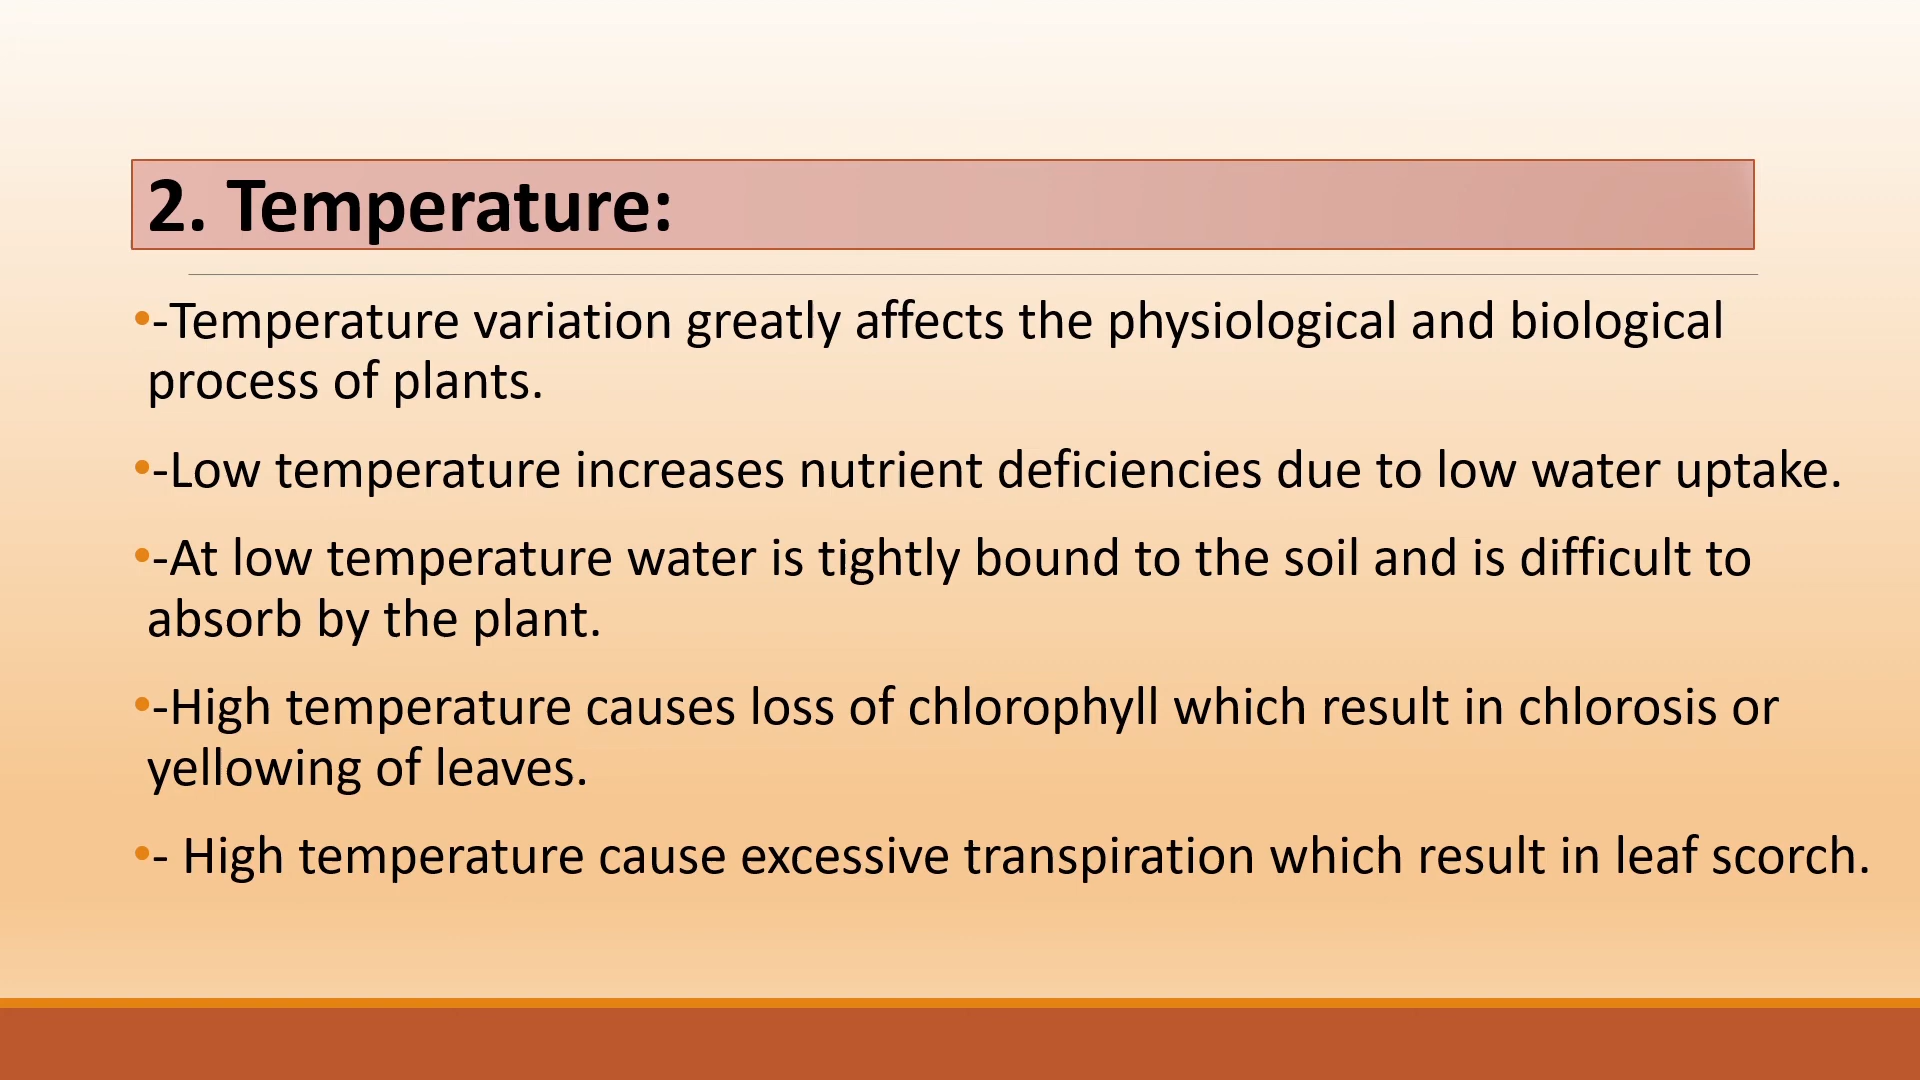 2. Temperature:
•-Temperature variation greatly affects the physiological and biological
process of plants.
•-Low temperature increases nutrient deficiencies due to low water uptake.
•-At low temperature water is tightly bound to the soil and is difficult to
absorb by the plant.
•-High temperature causes loss of chlorophyll which result in chlorosis or
yellowing of leaves.
•- High temperature cause excessive transpiration which result in leaf scorch.